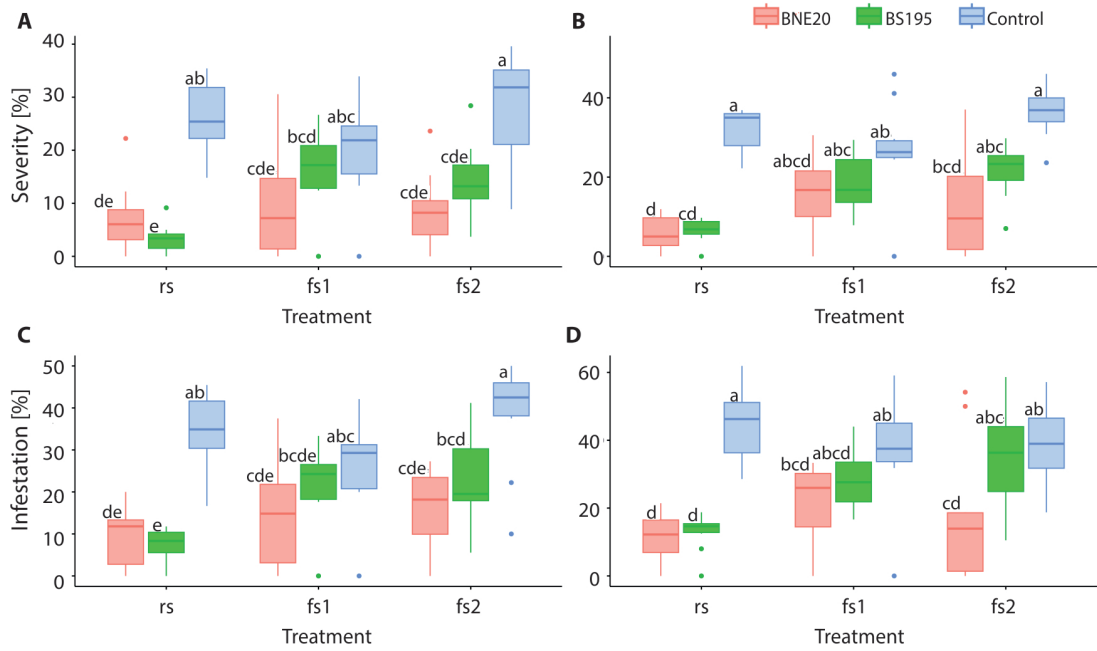 A
B
BNE20 BS195 Control
Severity [%]
40
30
20
10
0
de
e
ab
cde
bcd
abc
cde
cde
a
rs fs1 fs2
Treatment
40
20
0
d
cd
a
abcd
abc
ab
bcd
abc
a
rs fs1 fs2
Treatment
C
Infestation [%]
50
40
30
20
10
0
de
e
ab
cde
bcde
abc
cde
bcd
a
rs fs1 fs2
Treatment
D
60
40
20
0
d
d
a
bcd
abcd
ab
cd
abc
ab
rs fs1 fs2
Treatment